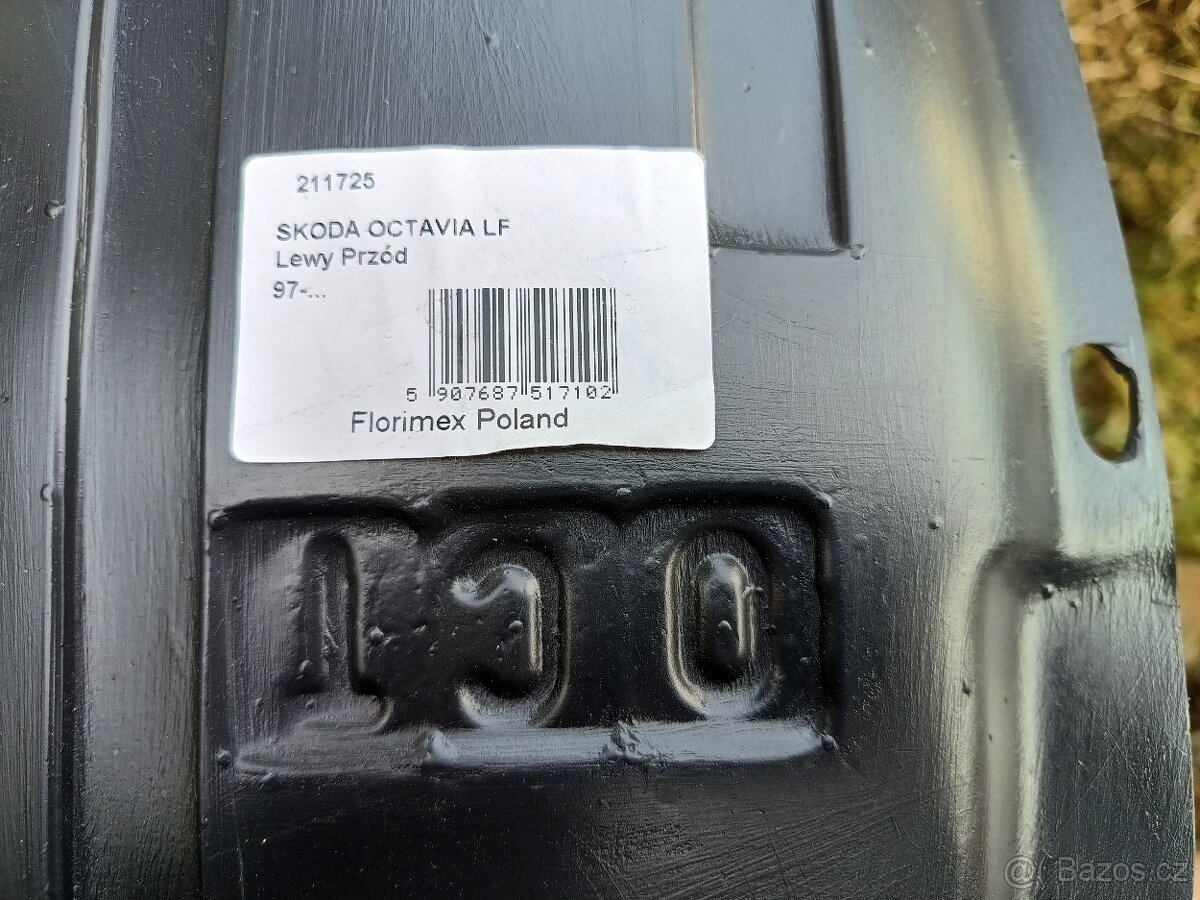 211725
SKODA OCTAVIA LF
Lewy Przód
97-...
5 907687 517102
Florimex Poland
Bazos.cz